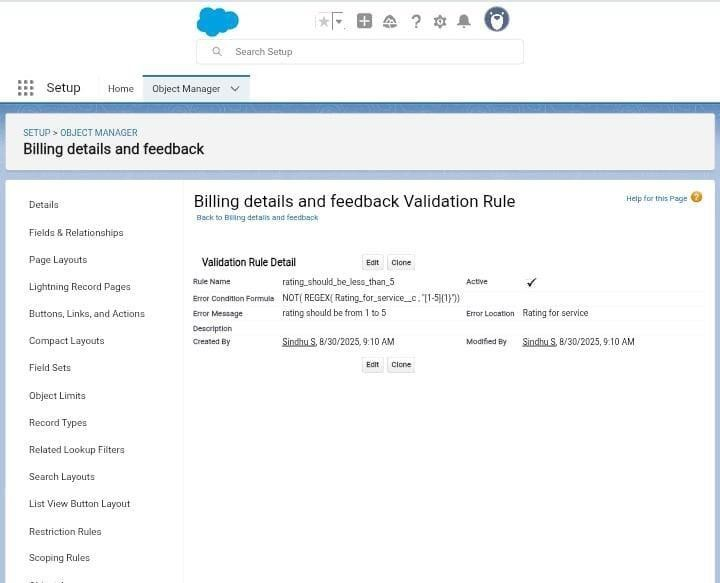 Search Setup
Setup
Home
Object Manager
SETUP > OBJECT MANAGER
Billing details and feedback
Details
Fields & Relationships
Page Layouts
Lightning Record Pages
Buttons, Links, and Actions
Compact Layouts
Field Sets
Object Limits
Record Types
Related Lookup Filters
Search Layouts
List View Button Layout
Restriction Rules
Scoping Rules
Billing details and feedback Validation Rule
Help for this Page ?
Back to Billing details and feedback
Validation Rule Detail
Edit Clone
Rule Name rating_should_be_less_than_5 Active ✓
Error Condition Formula NOT( REGEX( Rating_for_service__c , "[1-5]{1}"))
Error Message rating should be from 1 to 5 Error Location Rating for service
Description
Created By Sindhu S, 8/30/2025, 9:10 AM Modified By Sindhu S, 8/30/2025, 9:10 AM
Edit Clone